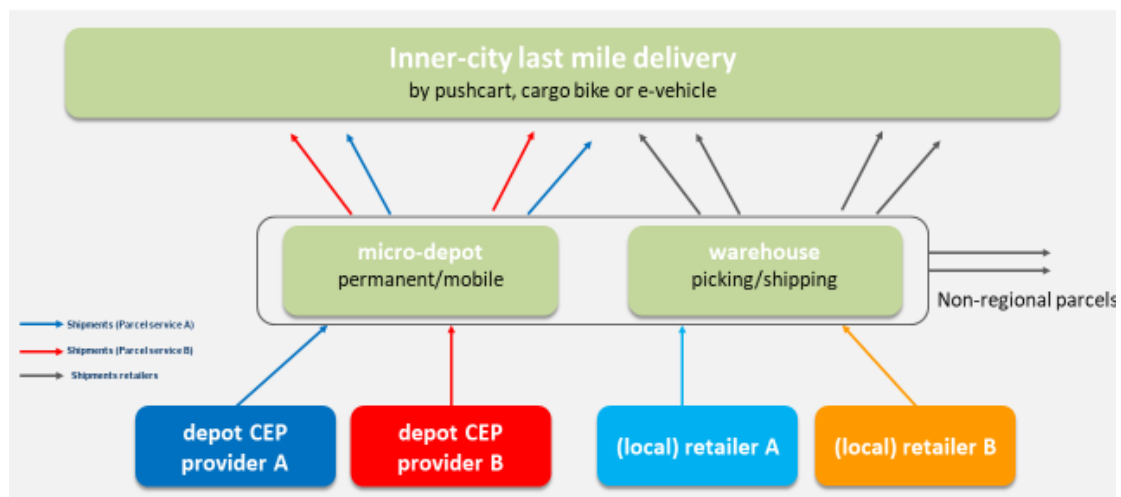 Inner-city last mile delivery
by pushcart, cargo bike or e-vehicle
micro-depot
permanent/mobile
warehouse
picking/shipping
Non-regional parcels
Shipments (Parcel service A)
Shipments (Parcel service B)
Shipments retailers
depot CEP
provider A
depot CEP
provider B
(local) retailer A
(local) retailer B